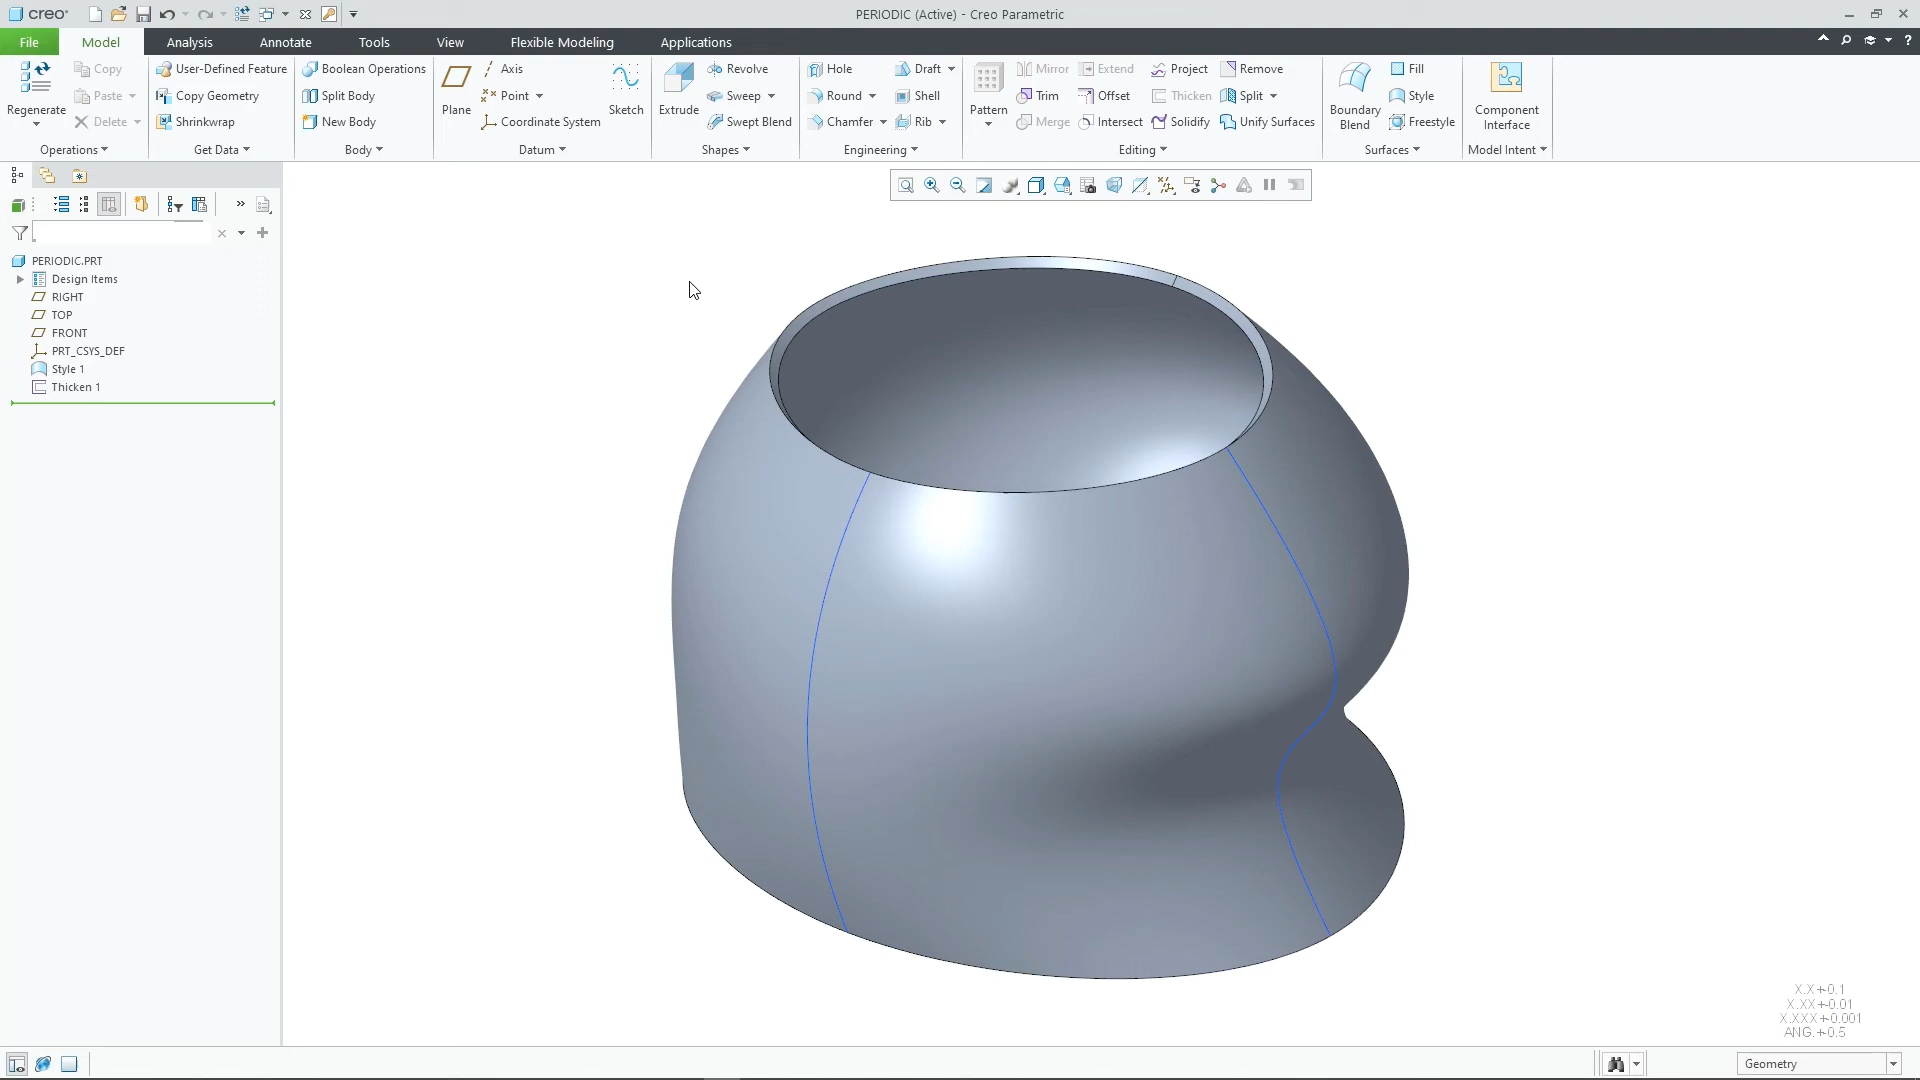 creo
PERIODIC (Active) - Creo Parametric
File
Model
Analysis
Annotate
Tools
View
Flexible Modeling
Applications
?
Regenerate
Copy
Paste
Delete
Operations
User-Defined Feature
Copy Geometry
Shrinkwrap
Get Data
Boolean Operations
Split Body
New Body
Body
Plane
Axis
Point
Coordinate System
Sketch
Datum
Extrude
Revolve
Sweep
Swept Blend
Shapes
Hole
Round
Chamfer
Draft
Shell
Rib
Engineering
Pattern
Mirror
Trim
Merge
Extend
Offset
Intersect
Project
Thicken
Solidify
Remove
Split
Unify Surfaces
Editing
Boundary
Blend
Fill
Style
Freestyle
Surfaces
Component
Interface
Model Intent
PERIODIC.PRT
Design Items
RIGHT
TOP
FRONT
PRT_CSYS_DEF
Style 1
Thicken 1
X.X+-0.1
X.XX+-0.01
X.XXX+-0.001
ANG.+-0.5
Geometry